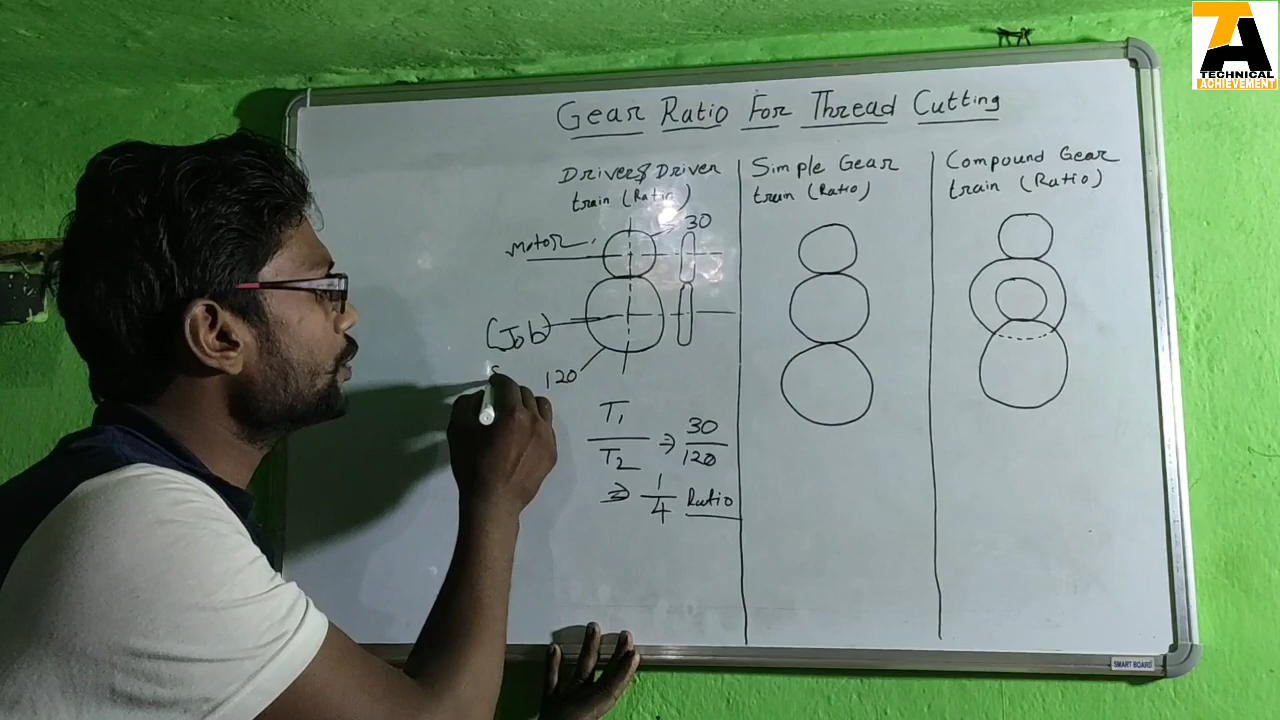 TECHNICAL
ACHIEVEMENT
Gear Ratio For Thread Cutting
Driver & Driver
train (Ratio)
30
Motor
(Job)
120
T1/T2 ⇒ 30/120
⇒ 1/4 Ratio
Simple Gear
train (Ratio)
Compound Gear
train (Ratio)
SMART BOARD